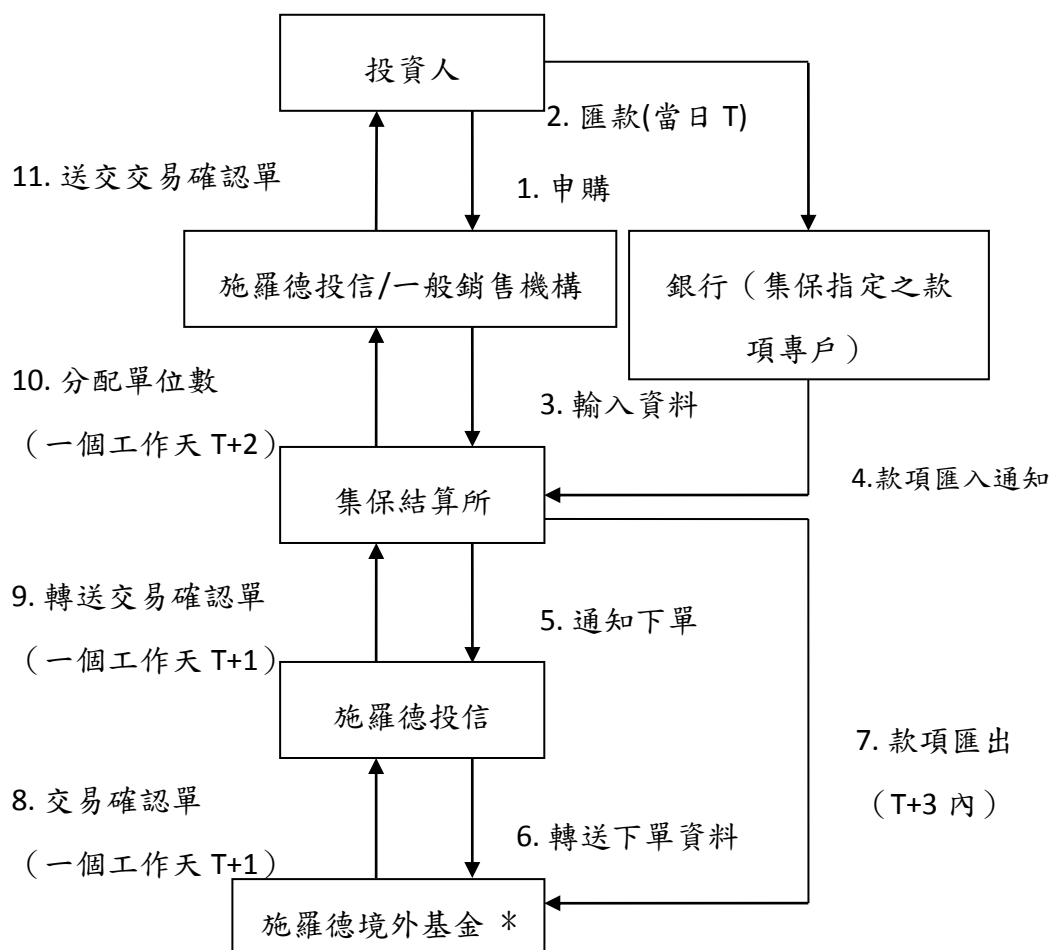 投資人
2. 匯款(當日 T)
11. 送交交易確認單
1. 申購
施羅德投信/一般銷售機構
銀行（集保指定之款
項專戶）
10. 分配單位數
（一個工作天 T+2）
3. 輸入資料
4.款項匯入通知
集保結算所
9. 轉送交易確認單
（一個工作天 T+1）
5. 通知下單
施羅德投信
7. 款項匯出
（T+3 內）
8. 交易確認單
（一個工作天 T+1）
6. 轉送下單資料
施羅德境外基金 *